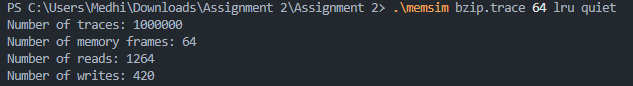 PS C:\Users\Medhi\Downloads\Assignment 2\Assignment 2> .\memsim bzip.trace 64 lru quiet
Number of traces: 1000000
Number of memory frames: 64
Number of reads: 1264
Number of writes: 420